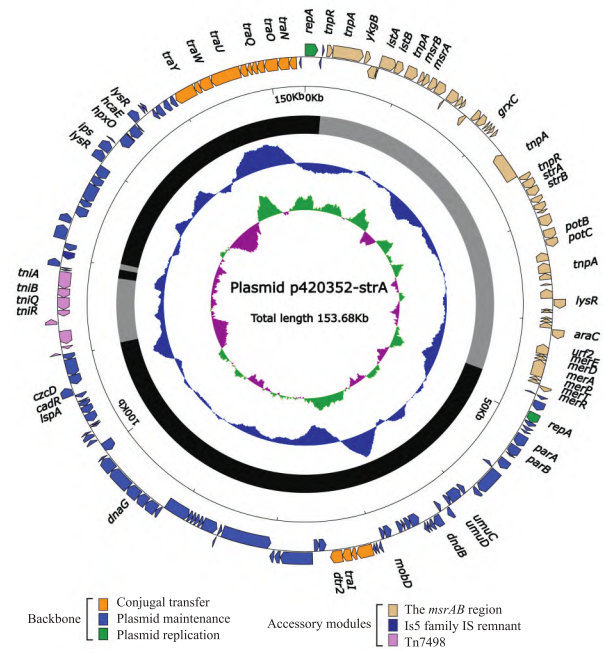 repA
tnpR
tnpA
ykgB
istA
istB
tnpA
msrB
msrA
grxC
tnpA
tnpR
strA
strB
potB
potC
tnpA
lysR
araC
urf2
merE
merD
merA
merP
merT
merR
repA
parA
parB
umuC
umuD
dndB
mobD
traI
dtr2
dnaG
lspA
cadR
czcD
tniR
tniQ
tniB
tniA
lysR
lps
hpxO
hcaE
lysR
traY
traW
traU
traQ
traO
traN
150Kb 0Kb
50Kb
100Kb
Plasmid p420352-strA
Total length 153.68Kb
Backbone
Conjugal transfer
Plasmid maintenance
Plasmid replication
Accessory modules
The msrAB region
Is5 family IS remnant
Tn7498